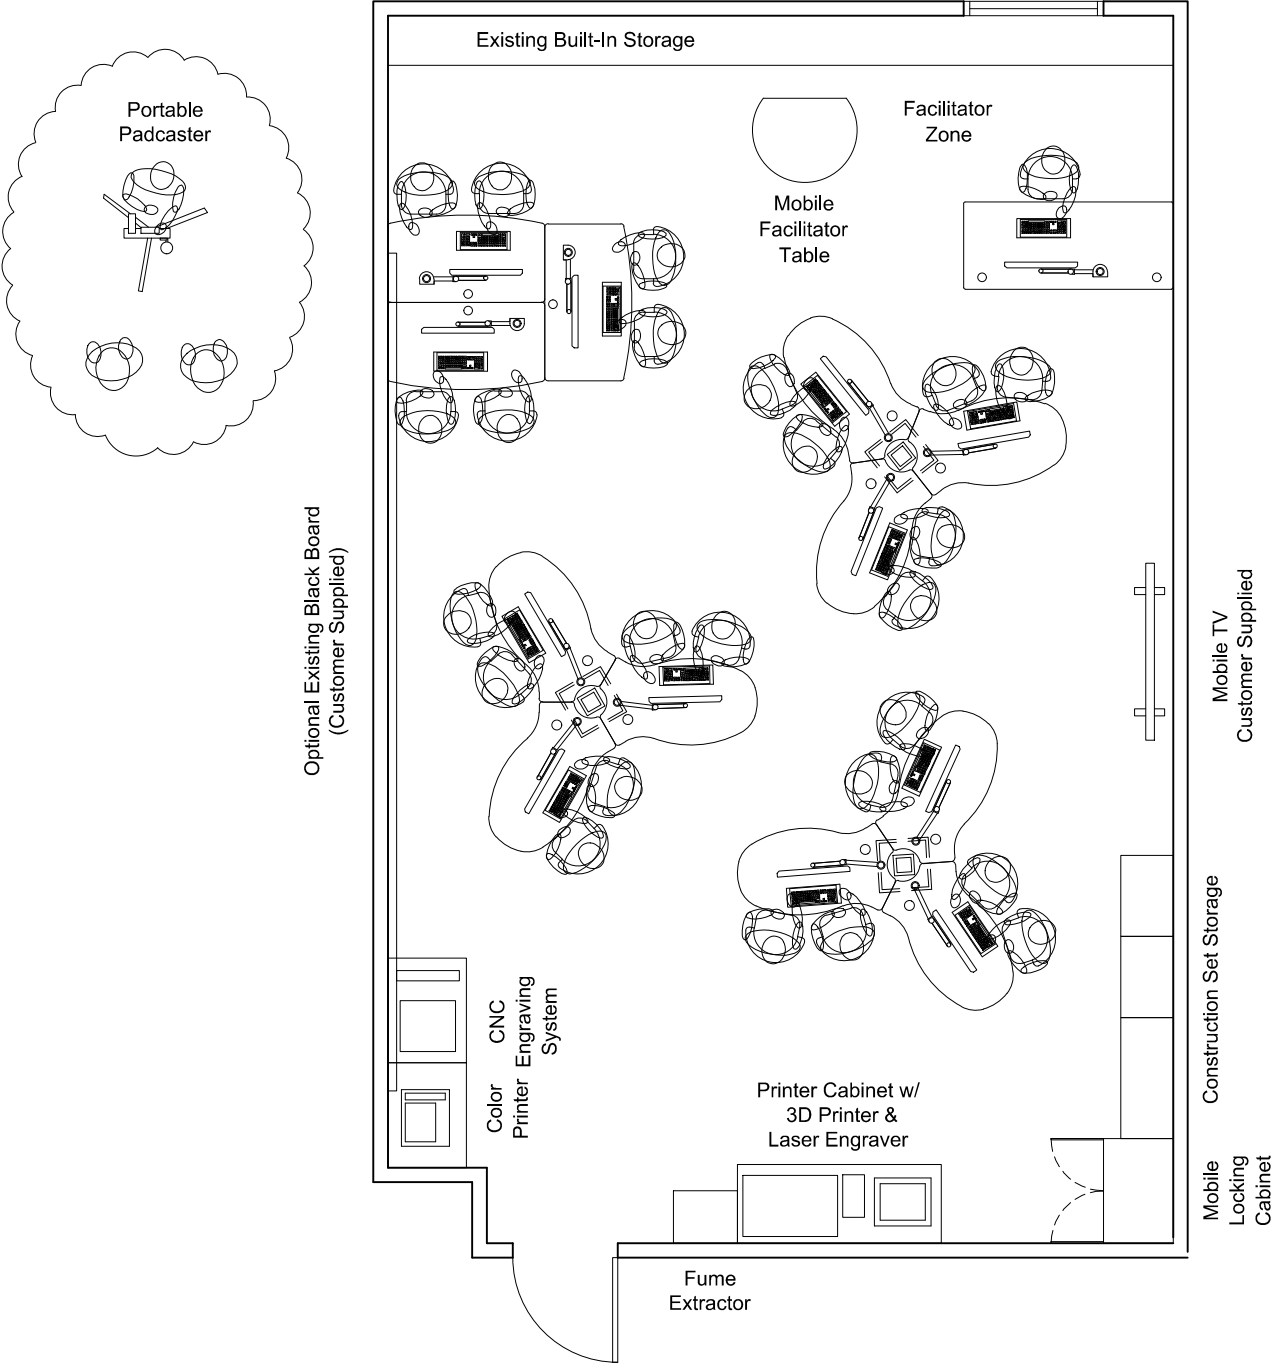 Existing Built-In Storage
Portable
Padcaster
Facilitator
Zone
Mobile
Facilitator
Table
Optional Existing Black Board
(Customer Supplied)
Mobile TV
Customer Supplied
Construction Set Storage
CNC
Engraving
System
Color
Printer
Printer Cabinet w/
3D Printer &
Laser Engraver
Mobile
Locking
Cabinet
Fume
Extractor